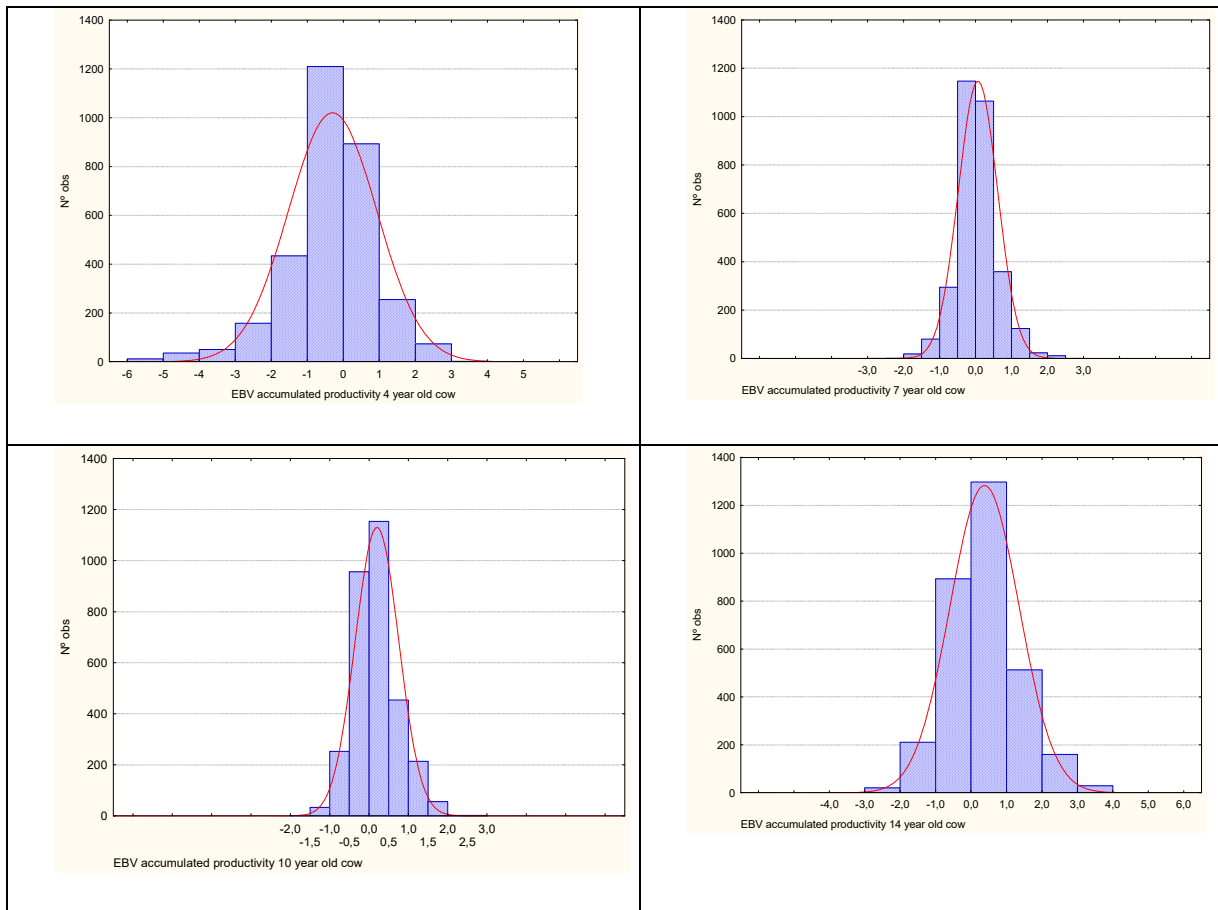 1400
1200
1000
800
600
400
200
0
Nº obs
-6 -5 -4 -3 -2 -1 0 1 2 3 4 5
EBV accumulated productivity 4 year old cow
1400
1200
1000
800
600
400
200
0
Nº obs
-3,0 -2,0 -1,0 0,0 1,0 2,0 3,0
EBV accumulated productivity 7 year old cow
1400
1200
1000
800
600
400
200
0
Nº obs
-2,0 -1,0 0,0 1,0 2,0 3,0
-1,5 -0,5 0,5 1,5 2,5
EBV accumulated productivity 10 year old cow
1400
1200
1000
800
600
400
200
0
Nº obs
-4,0 -3,0 -2,0 -1,0 0,0 1,0 2,0 3,0 4,0 5,0 6,0
EBV accumulated productivity 14 year old cow